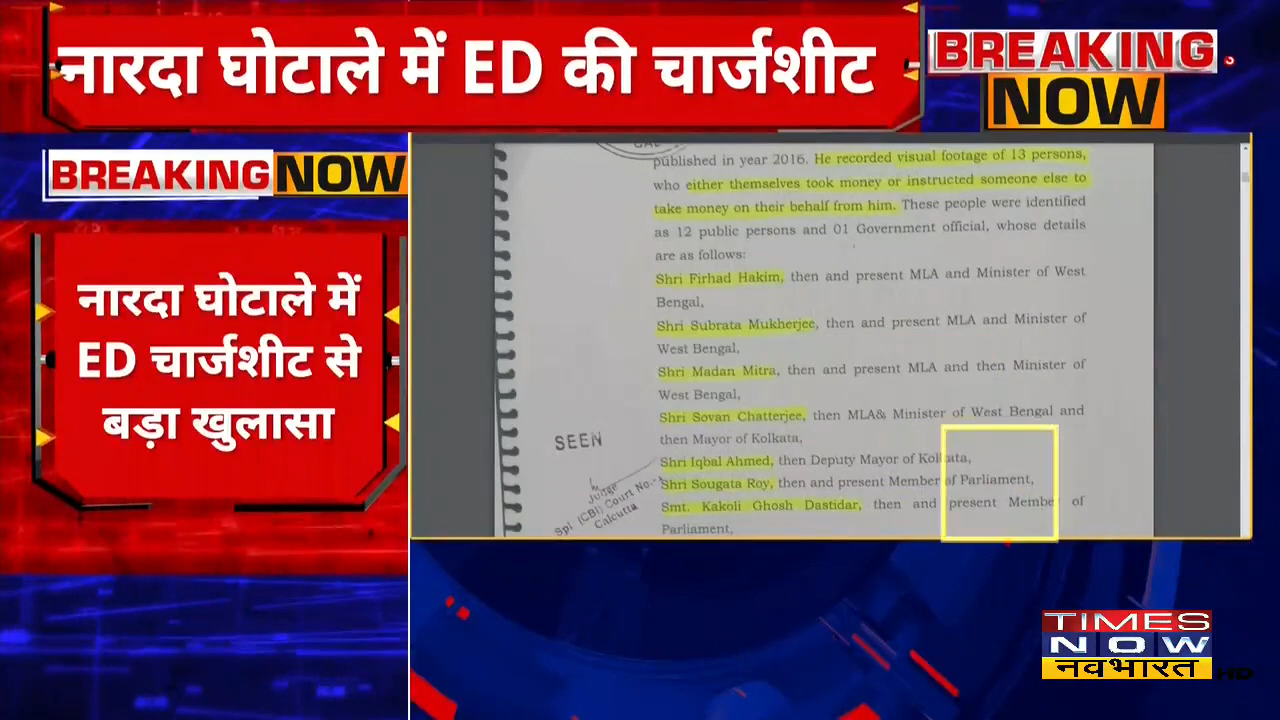 नारदा घोटाले में ED की चार्जशीट
BREAKING
NOW
BREAKING NOW
नारदा घोटाले में
ED चार्जशीट से
बड़ा खुलासा
published in year 2016. He recorded visual footage of 13 persons,
who either themselves took money or instructed someone else to
take money on their behalf from him. These people were identified
as 12 public persons and 01 Government official, whose details
are as follows:
Shri Firhad Hakim, then and present MLA and Minister of West
Bengal,
Shri Subrata Mukherjee, then and present MLA and Minister of
West Bengal,
Shri Madan Mitra, then and present MLA and then Minister of
West Bengal,
Shri Sovan Chatterjee, then MLA& Minister of West Bengal and
then Mayor of Kolkata,
Shri Iqbal Ahmed, then Deputy Mayor of Kolkata,
Shri Sougata Roy, then and present Member of Parliament,
Smt. Kakoli Ghosh Dastidar, then and present Member of
Parliament,
SEEN
Judge
Spl (CBI) Court No.-
Calcutta
TIMES
NOW
नवभारत HD